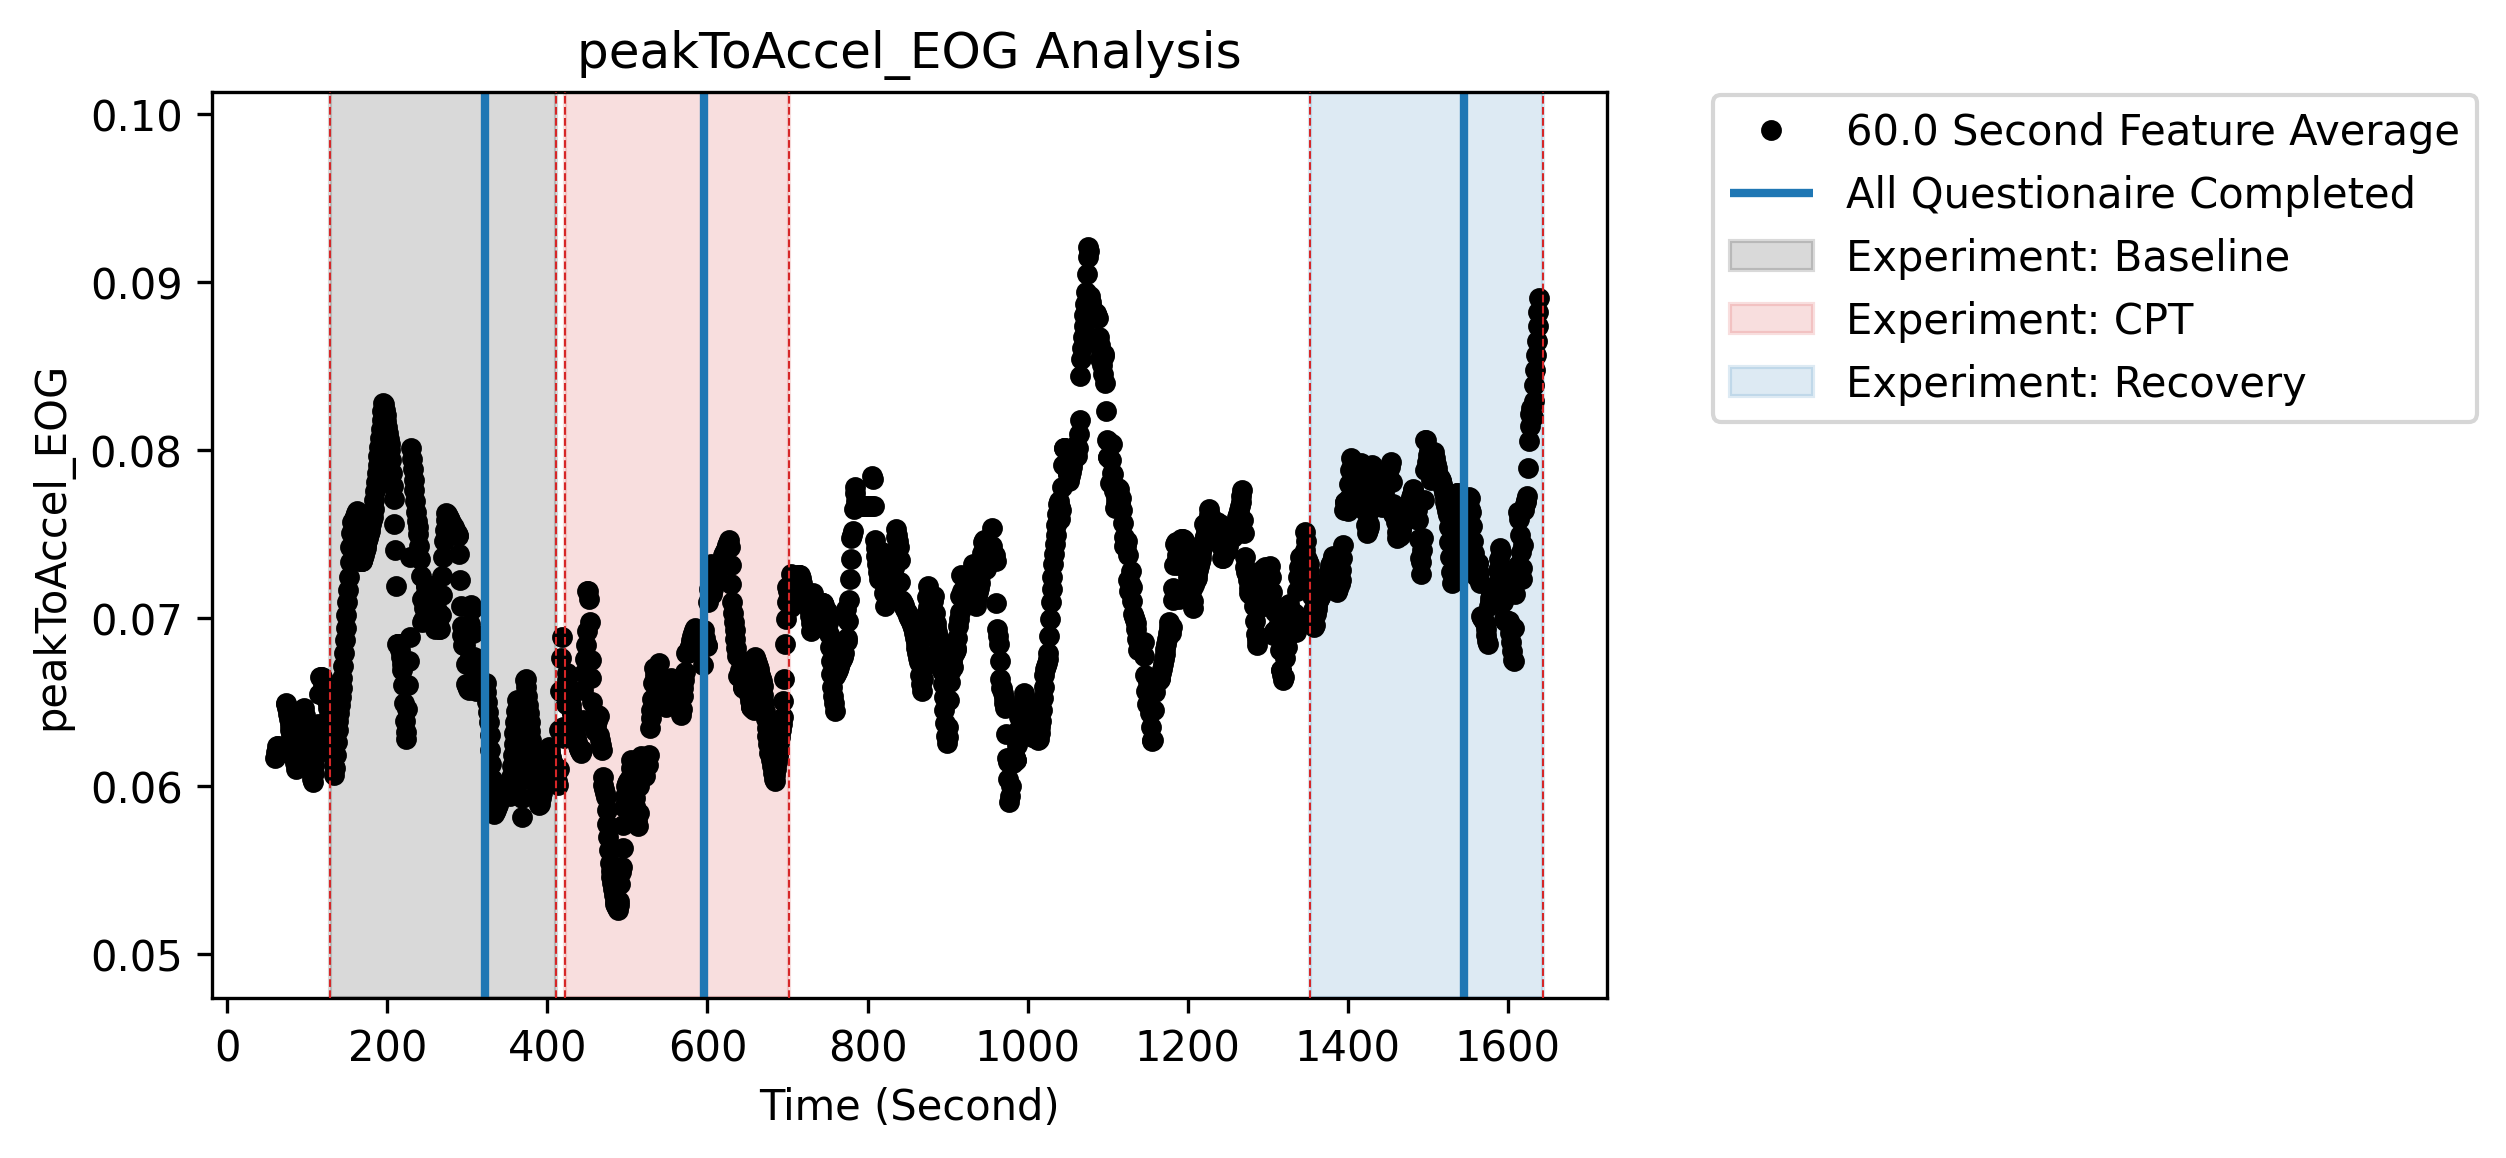 peakToAccel_EOG Analysis
0.10
0.09
0.08
0.07
0.06
0.05
peakToAccel_EOG
0 200 400 600 800 1000 1200 1400 1600
Time (Second)
60.0 Second Feature Average
All Questionaire Completed
Experiment: Baseline
Experiment: CPT
Experiment: Recovery